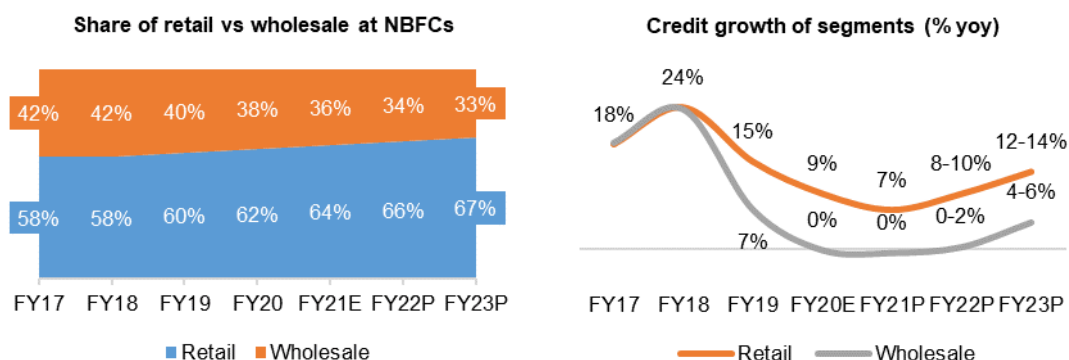 Share of retail vs wholesale at NBFCs
42% 42% 40% 38% 36% 34% 33%
58% 58% 60% 62% 64% 66% 67%
FY17 FY18 FY19 FY20 FY21E FY22P FY23P
Retail Wholesale
Credit growth of segments (% yoy)
24%
18%
15%
12-14%
9%
8-10%
7%
4-6%
0%
0%
0-2%
7%
FY17 FY18 FY19 FY20E FY21P FY22P FY23P
Retail Wholesale